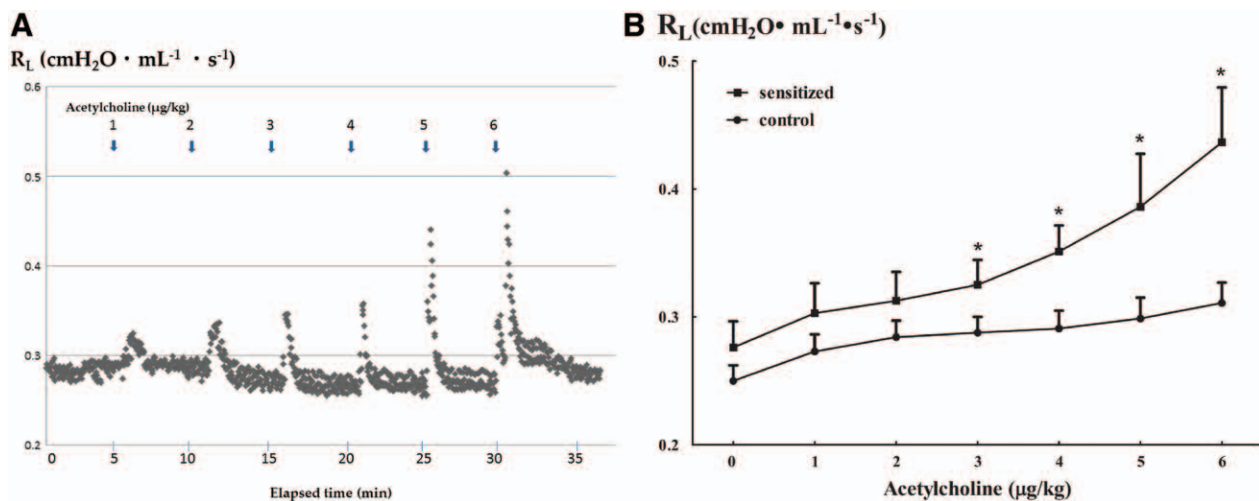 A
R_L (cmH₂O · mL⁻¹ · s⁻¹)
0.6
Acetylcholine (μg/kg)
1 2 3 4 5 6
0.5
0.4
0.3
0.2
0 5 10 15 20 25 30 35
Elapsed time (min)
B R_L(cmH₂O• mL⁻¹•s⁻¹)
0.5
sensitized
control
* * * *
0.4
0.3
0.2
0 1 2 3 4 5 6
Acetylcholine (μg/kg)